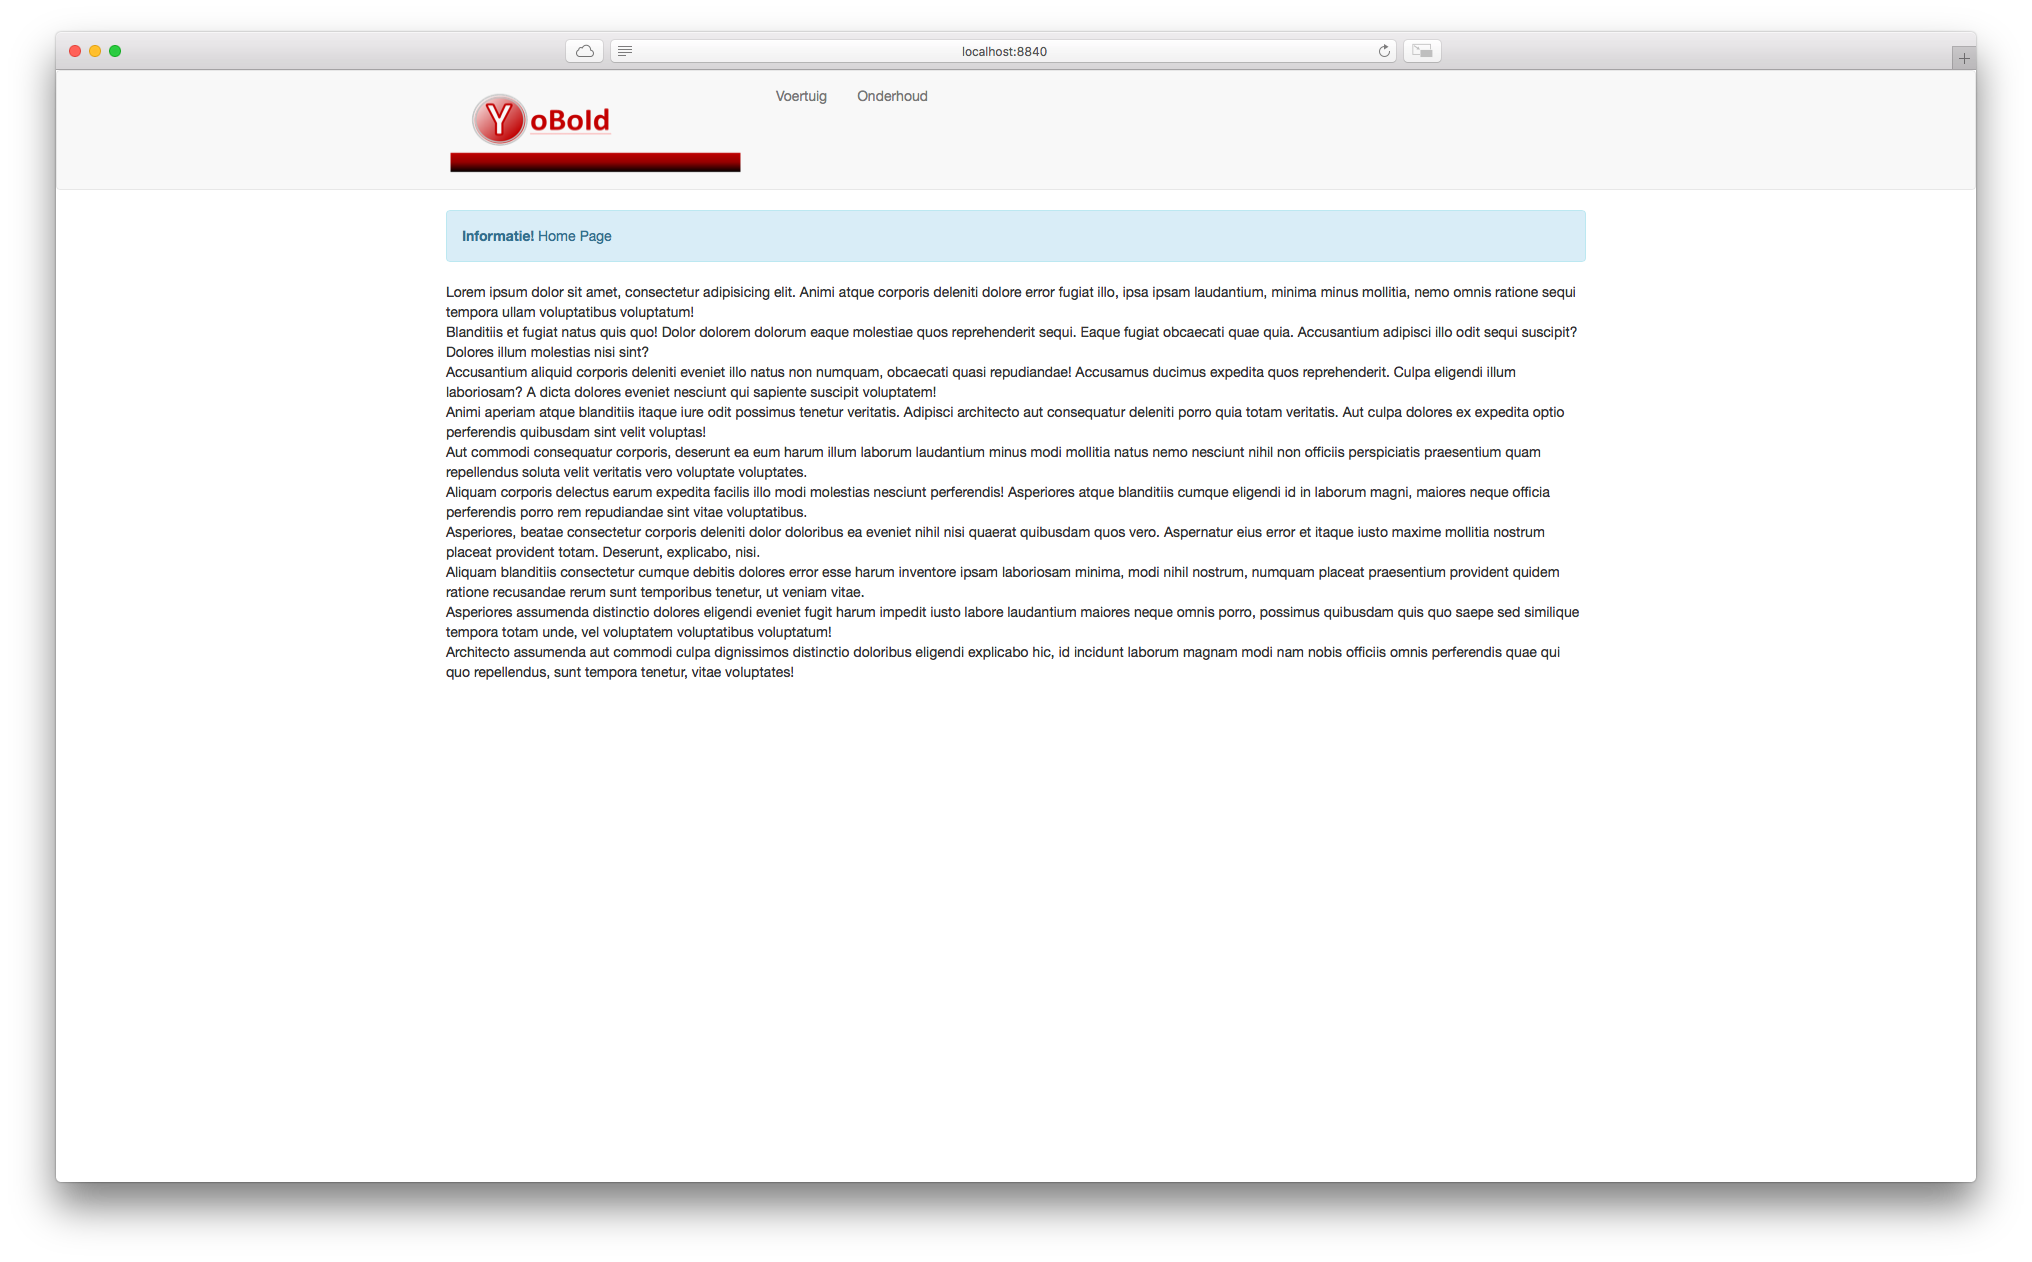 localhost:8840
YoBold
Voertuig Onderhoud
Informatie! Home Page
Lorem ipsum dolor sit amet, consectetur adipisicing elit. Animi atque corporis deleniti dolore error fugiat illo, ipsa ipsam laudantium, minima minus mollitia, nemo omnis ratione sequi
tempora ullam voluptatibus voluptatum!
Blanditiis et fugiat natus quis quo! Dolor dolorem dolorum eaque molestiae quos reprehenderit sequi. Eaque fugiat obcaecati quae quia. Accusantium adipisci illo odit sequi suscipit?
Dolores illum molestias nisi sint?
Accusantium aliquid corporis deleniti eveniet illo natus non numquam, obcaecati quasi repudiandae! Accusamus ducimus expedita quos reprehenderit. Culpa eligendi illum
laboriosam? A dicta dolores eveniet nesciunt qui sapiente suscipit voluptatem!
Animi aperiam atque blanditiis itaque iure odit possimus tenetur veritatis. Adipisci architecto aut consequatur deleniti porro quia totam veritatis. Aut culpa dolores ex expedita optio
perferendis quibusdam sint velit voluptas!
Aut commodi consequatur corporis, deserunt ea eum harum illum laborum laudantium minus modi mollitia natus nemo nesciunt nihil non officiis perspiciatis praesentium quam
repellendus soluta velit veritatis vero voluptate voluptates.
Aliquam corporis delectus earum expedita facilis illo modi molestias nesciunt perferendis! Asperiores atque blanditiis cumque eligendi id in laborum magni, maiores neque officia
perferendis porro rem repudiandae sint vitae voluptatibus.
Asperiores, beatae consectetur corporis deleniti dolor doloribus ea eveniet nihil nisi quaerat quibusdam quos vero. Aspernatur eius error et itaque iusto maxime mollitia nostrum
placeat provident totam. Deserunt, explicabo, nisi.
Aliquam blanditiis consectetur cumque debitis dolores error esse harum inventore ipsam laboriosam minima, modi nihil nostrum, numquam placeat praesentium provident quidem
ratione recusandae rerum sunt temporibus tenetur, ut veniam vitae.
Asperiores assumenda distinctio dolores eligendi eveniet fugit harum impedit iusto labore laudantium maiores neque omnis porro, possimus quibusdam quis quo saepe sed similique
tempora totam unde, vel voluptatem voluptatibus voluptatum!
Architecto assumenda aut commodi culpa dignissimos distinctio doloribus eligendi explicabo hic, id incidunt laborum magnam modi nam nobis officiis omnis perferendis quae qui
quo repellendus, sunt tempora tenetur, vitae voluptates!